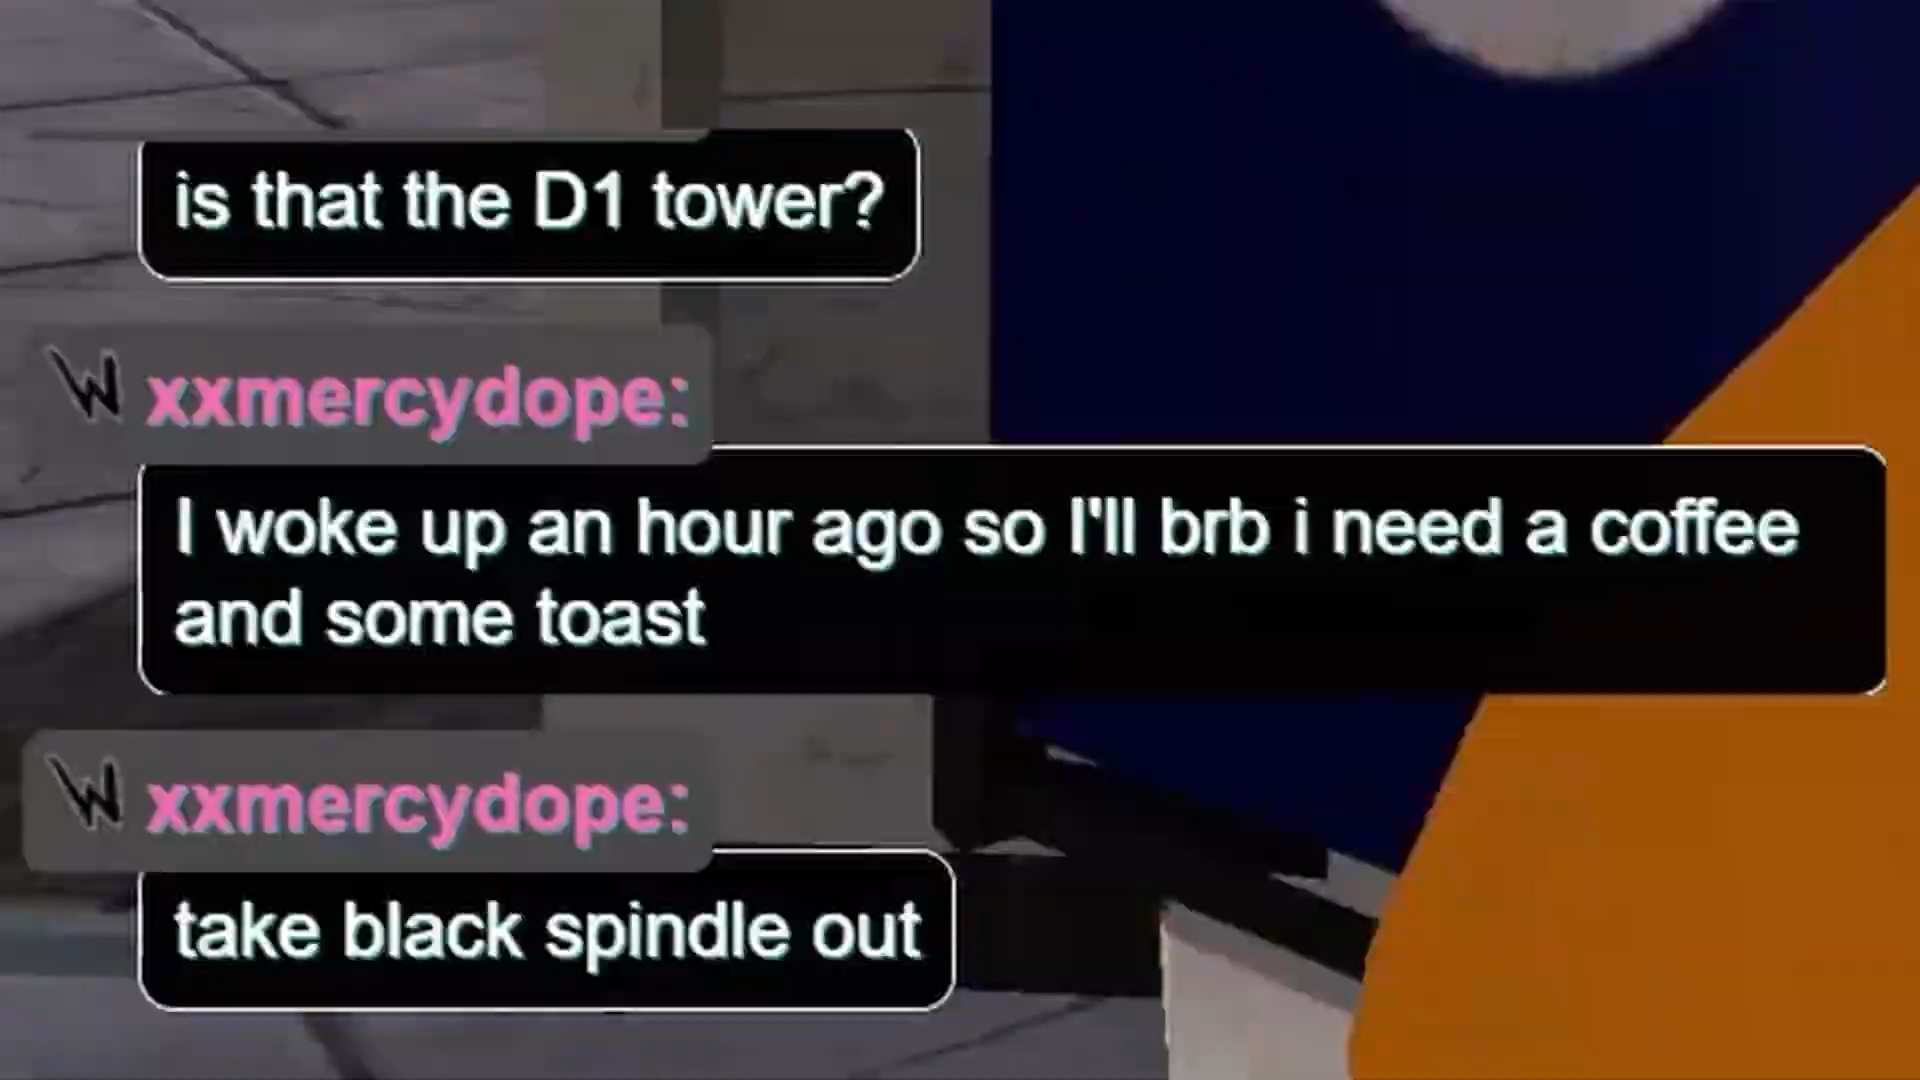 is that the D1 tower?
W xxmercydope:
I woke up an hour ago so I'll brb i need a coffee
and some toast
W xxmercydope:
take black spindle out